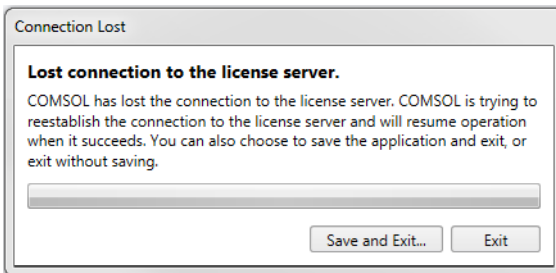 Connection Lost
Lost connection to the license server.
COMSOL has lost the connection to the license server. COMSOL is trying to
reestablish the connection to the license server and will resume operation
when it succeeds. You can also choose to save the application and exit, or
exit without saving.
Save and Exit... Exit